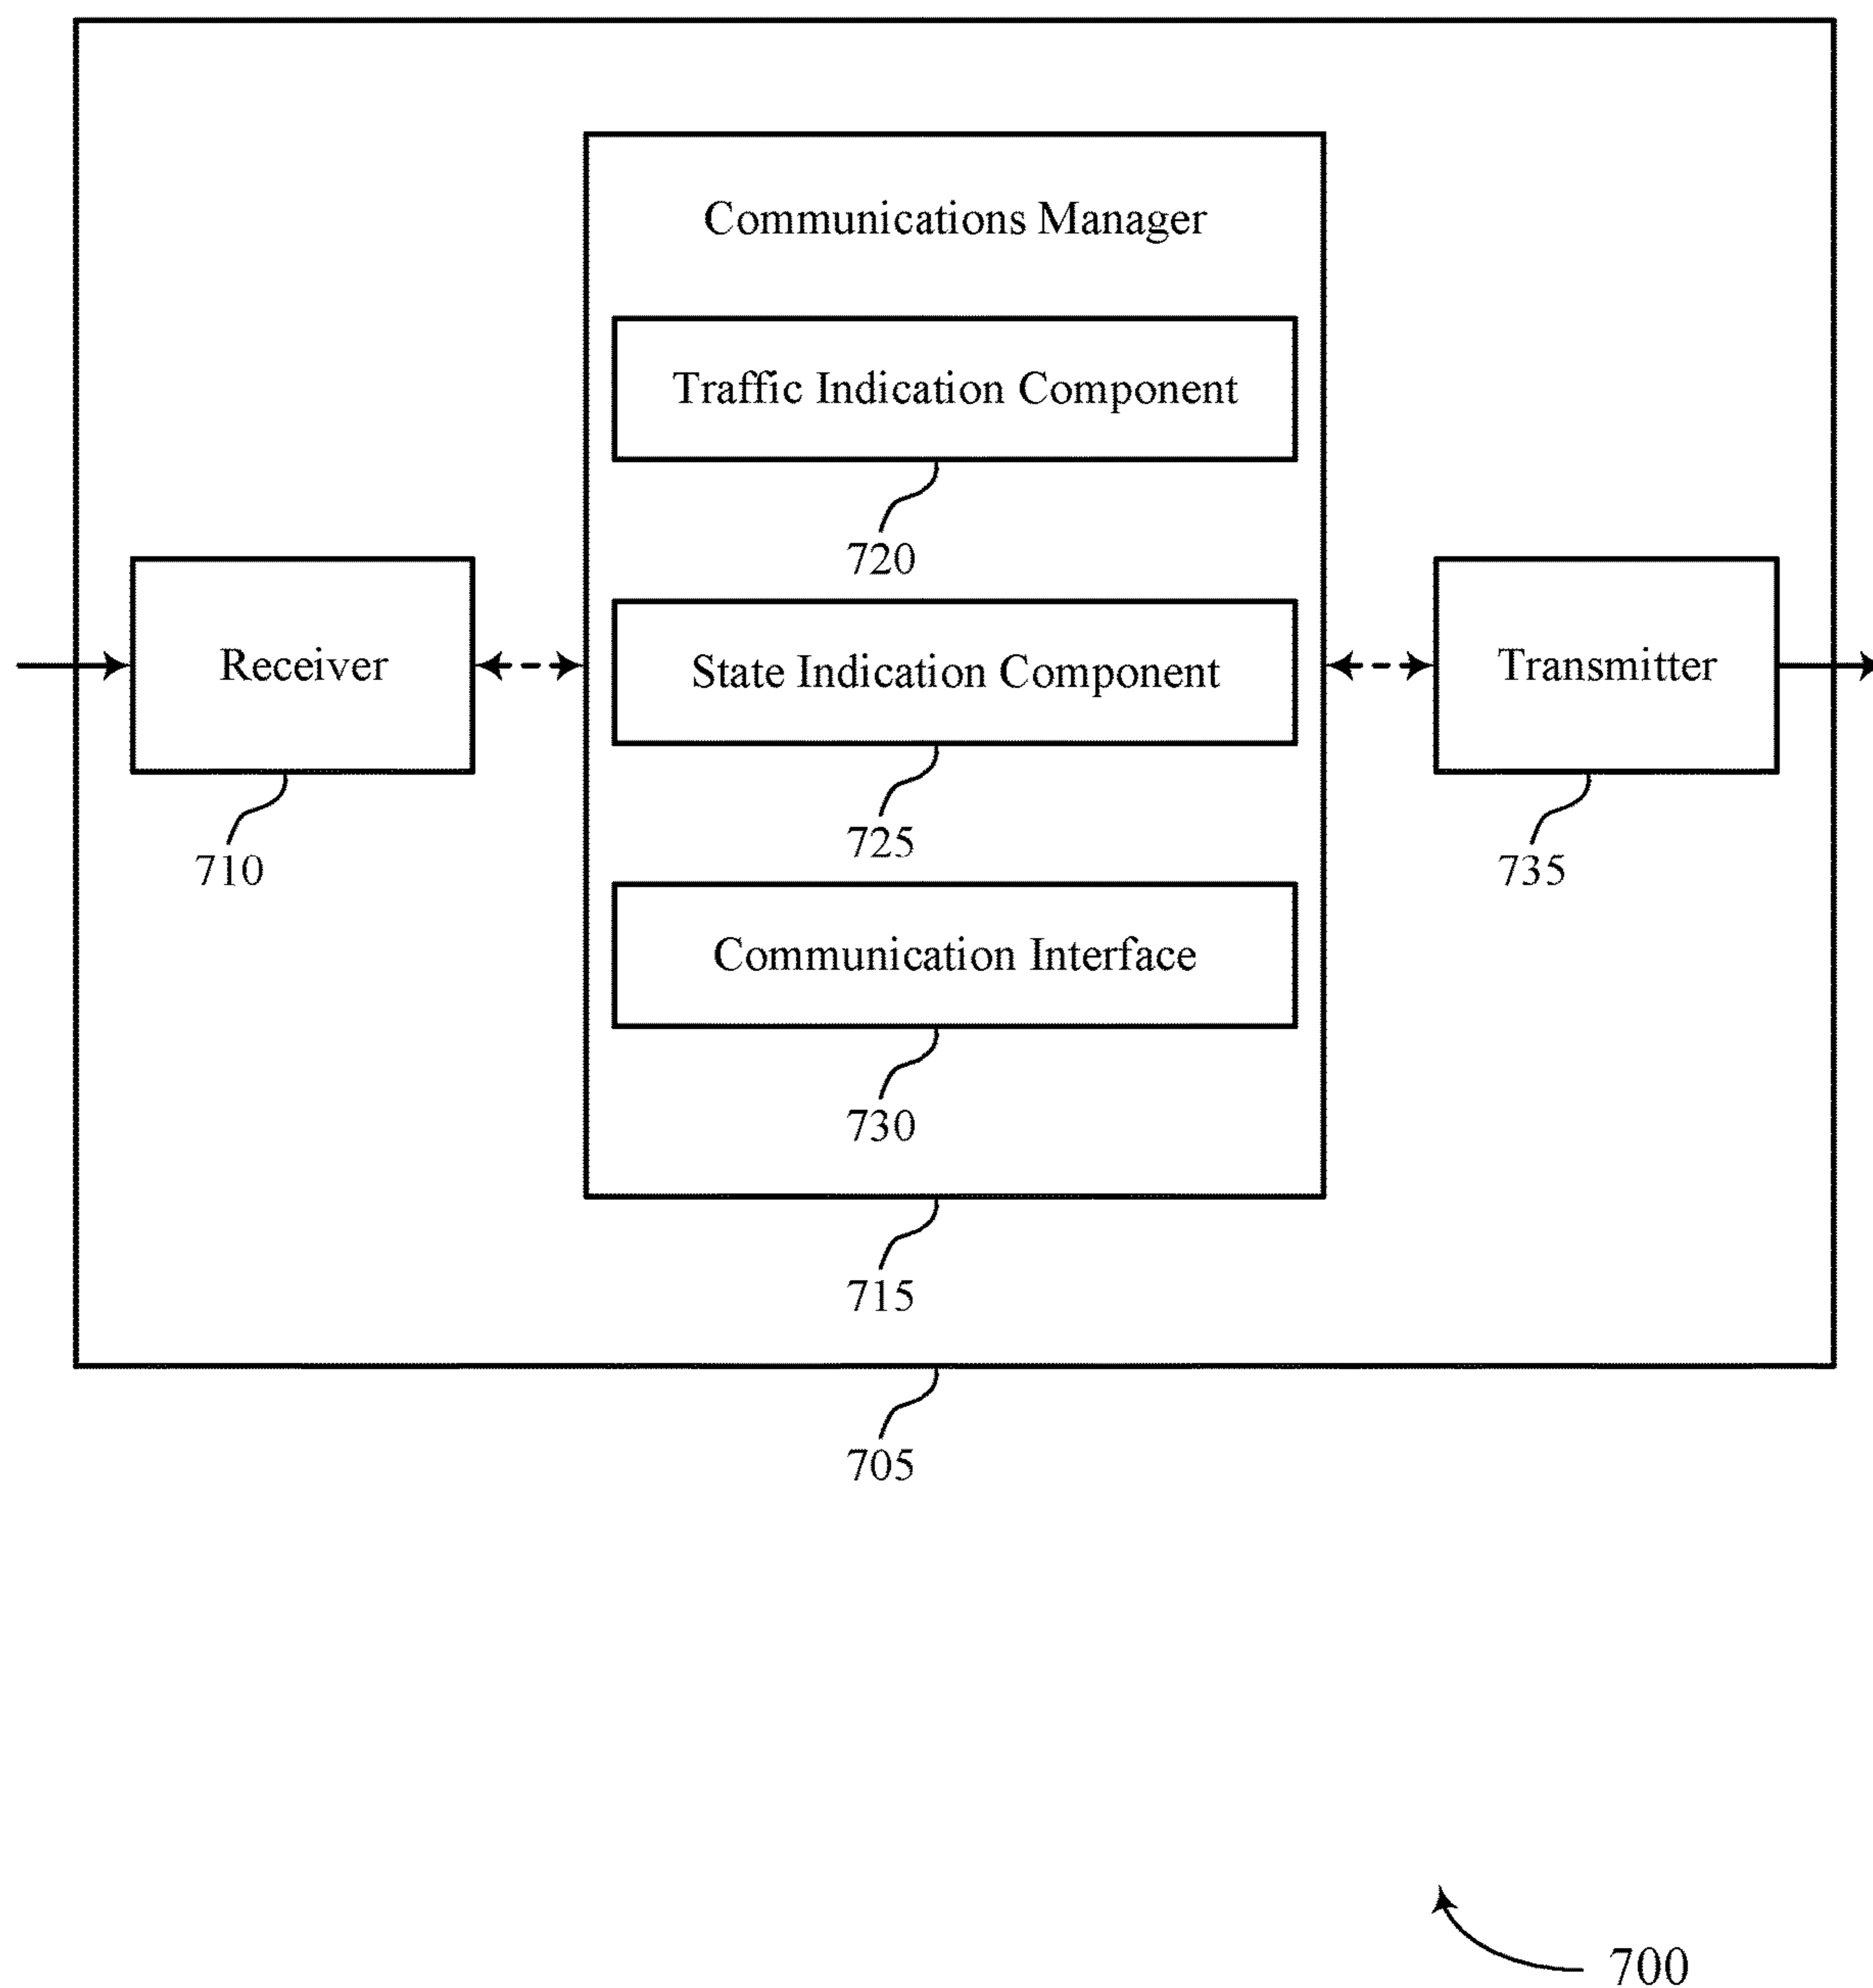 Communications Manager
Traffic Indication Component
720
Receiver
State Indication Component
Transmitter
710
725
735
Communication Interface
730
715
705
700